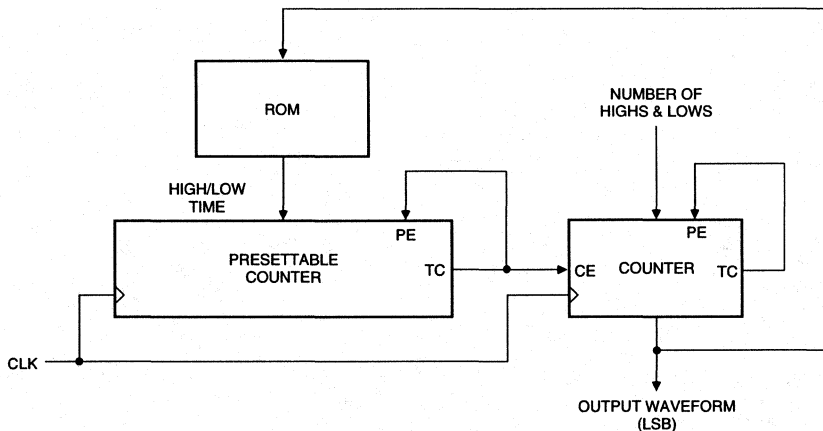 ROM
NUMBER OF
HIGHS & LOWS
HIGH/LOW
TIME
PE
PRESETTABLE
COUNTER
TC
PE
CE
COUNTER
TC
CLK
OUTPUT WAVEFORM
(LSB)